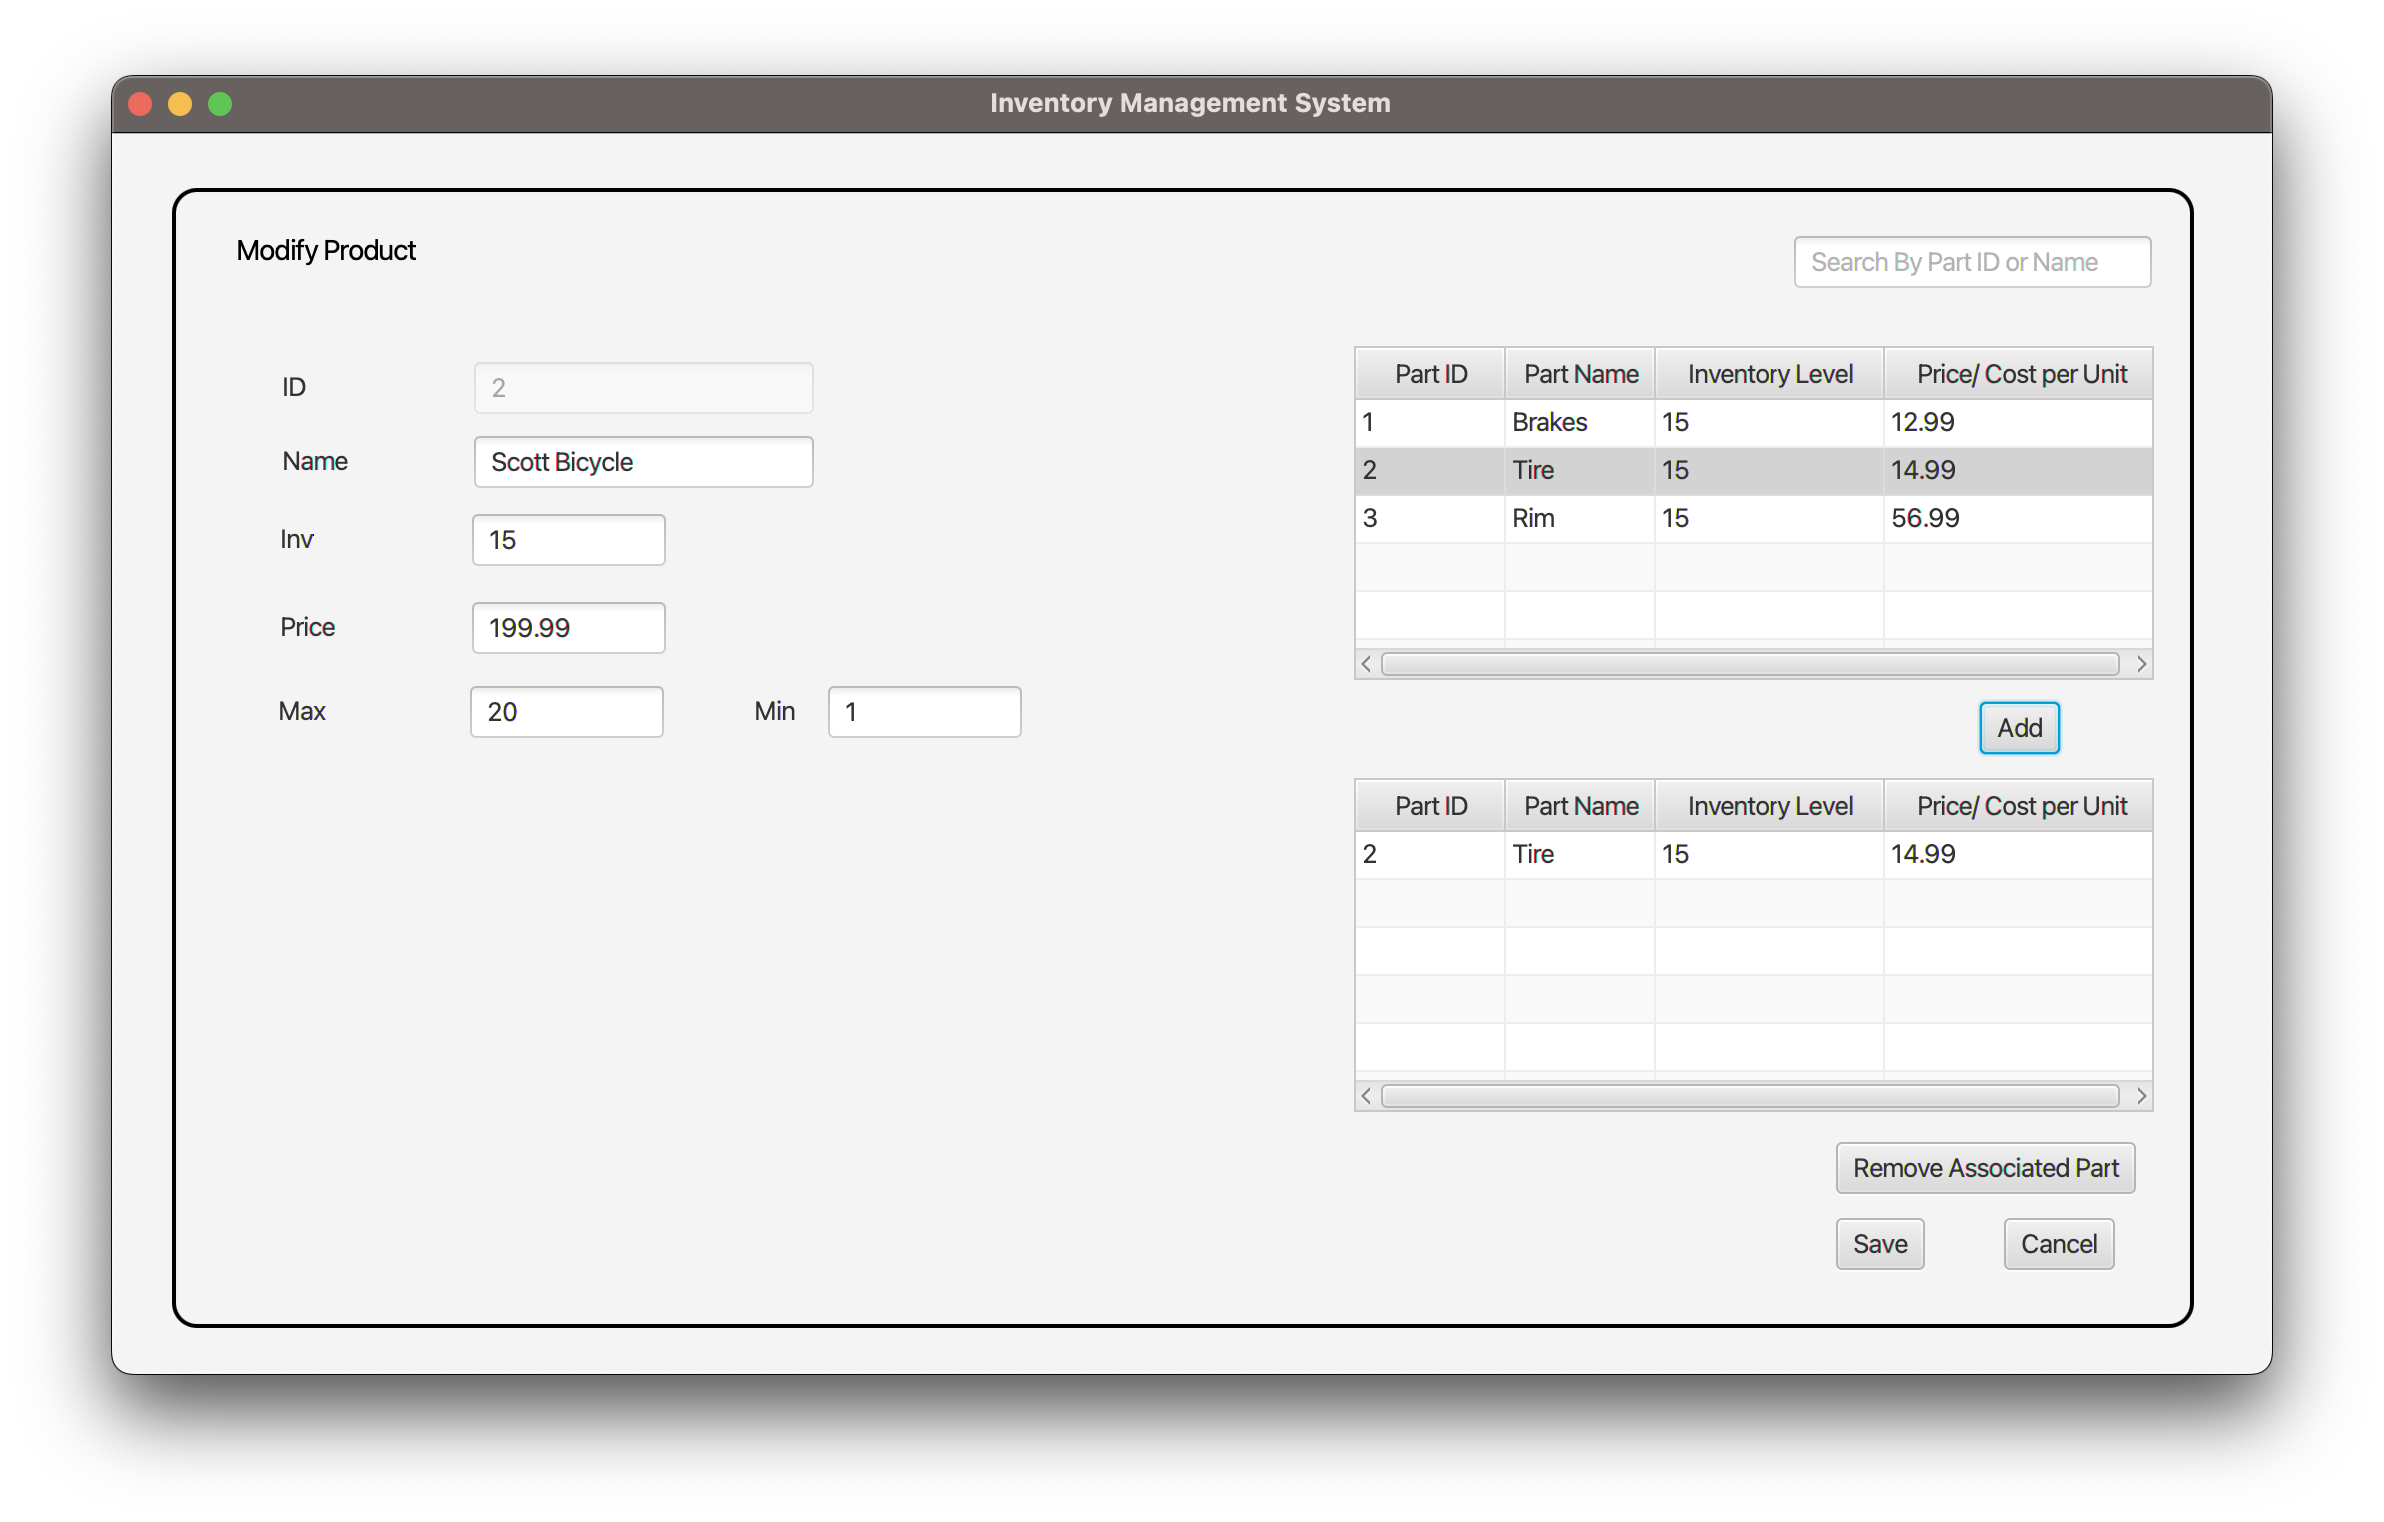 Inventory Management System
Modify Product
Search By Part ID or Name
ID 2
Name Scott Bicycle
Inv 15
Price 199.99
Max 20 Min 1
Part ID Part Name Inventory Level Price/ Cost per Unit
1 Brakes 15 12.99
2 Tire 15 14.99
3 Rim 15 56.99
Add
Part ID Part Name Inventory Level Price/ Cost per Unit
2 Tire 15 14.99
Remove Associated Part
Save Cancel